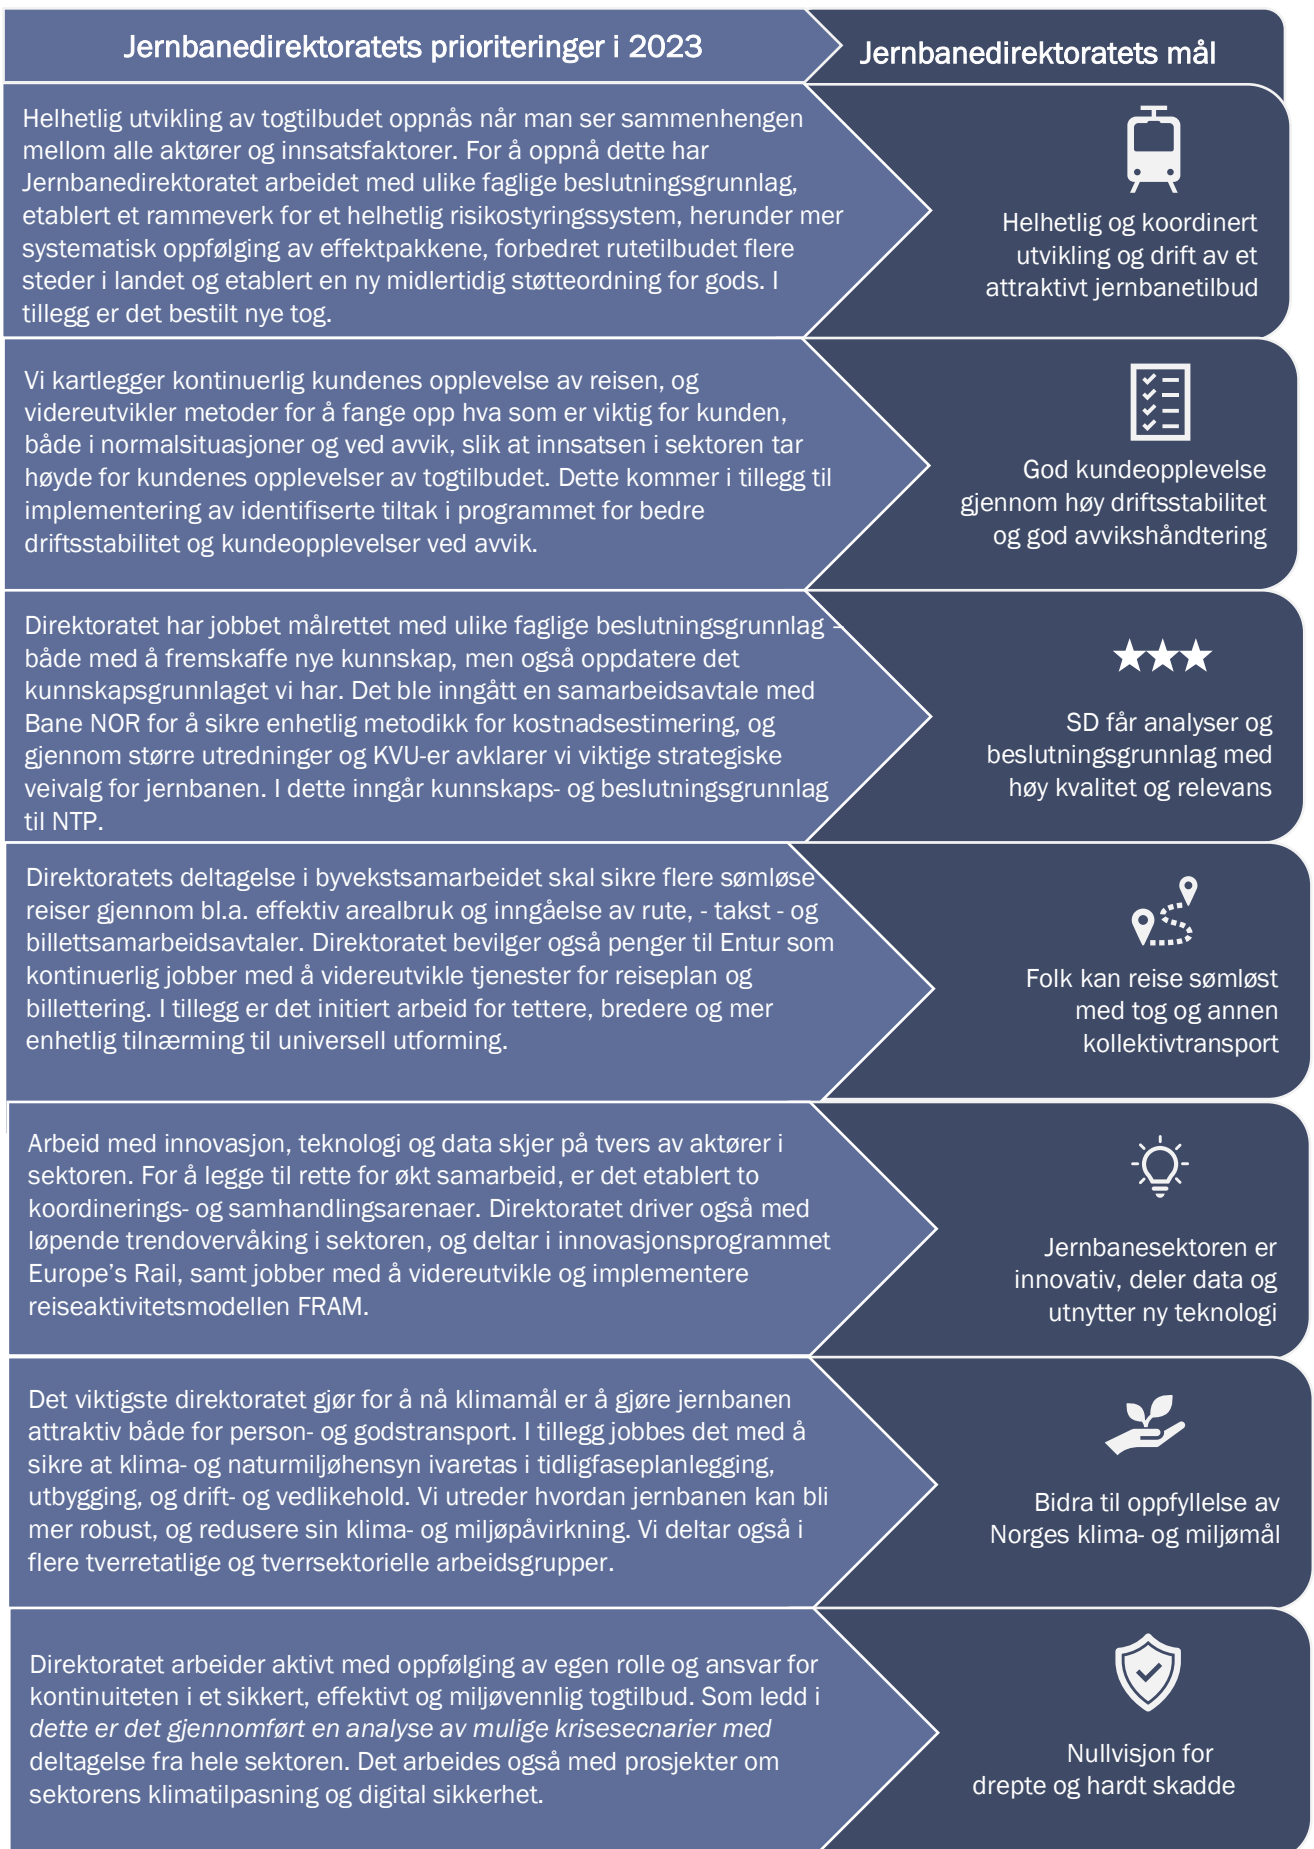 Jernbanedirektoratets prioriteringer i 2023
Jernbanedirektoratets mål
Helhetlig utvikling av togtilbudet oppnås når man ser sammenhengen
mellom alle aktører og innsatsfaktorer. For å oppnå dette har
Jernbanedirektoratet arbeidet med ulike faglige beslutningsgrunnlag,
etablert et rammeverk for et helhetlig risikostyringssystem, herunder mer
systematisk oppfølging av effektpakkene, forbedret rutetilbudet flere
steder i landet og etablert en ny midlertidig støtteordning for gods. I
tillegg er det bestilt nye tog.
Helhetlig og koordinert
utvikling og drift av et
attraktivt jernbanetilbud
Vi kartlegger kontinuerlig kundenes opplevelse av reisen, og
videreutvikler metoder for å fange opp hva som er viktig for kunden,
både i normalsituasjoner og ved avvik, slik at innsatsen i sektoren tar
høyde for kundenes opplevelser av togtilbudet. Dette kommer i tillegg til
implementering av identifiserte tiltak i programmet for bedre
driftsstabilitet og kundeopplevelser ved avvik.
God kundeopplevelse
gjennom høy driftsstabilitet
og god avvikshåndtering
Direktoratet har jobbet målrettet med ulike faglige beslutningsgrunnlag –
både med å fremskaffe nye kunnskap, men også oppdatere det
kunnskapsgrunnlaget vi har. Det ble inngått en samarbeidsavtale med
Bane NOR for å sikre enhetlig metodikk for kostnadsestimering, og
gjennom større utredninger og KVU-er avklarer vi viktige strategiske
veivalg for jernbanen. I dette inngår kunnskaps- og beslutningsgrunnlag
til NTP.
SD får analyser og
beslutningsgrunnlag med
høy kvalitet og relevans
Direktoratets deltagelse i byvekstsamarbeidet skal sikre flere sømløse
reiser gjennom bl.a. effektiv arealbruk og inngåelse av rute, - takst - og
billettsamarbeidsavtaler. Direktoratet bevilger også penger til Entur som
kontinuerlig jobber med å videreutvikle tjenester for reiseplan og
billettering. I tillegg er det initiert arbeid for tettere, bredere og mer
enhetlig tilnærming til universell utforming.
Folk kan reise sømløst
med tog og annen
kollektivtransport
Arbeid med innovasjon, teknologi og data skjer på tvers av aktører i
sektoren. For å legge til rette for økt samarbeid, er det etablert to
koordinerings- og samhandlingsarenaer. Direktoratet driver også med
løpende trendovervåking i sektoren, og deltar i innovasjonsprogrammet
Europe’s Rail, samt jobber med å videreutvikle og implementere
reiseaktivitetsmodellen FRAM.
Jernbanesektoren er
innovativ, deler data og
utnytter ny teknologi
Det viktigste direktoratet gjør for å nå klimamål er å gjøre jernbanen
attraktiv både for person- og godstransport. I tillegg jobbes det med å
sikre at klima- og naturmiljøhensyn ivaretas i tidligfaseplanlegging,
utbygging, og drift- og vedlikehold. Vi utreder hvordan jernbanen kan bli
mer robust, og redusere sin klima- og miljøpåvirkning. Vi deltar også i
flere tverretatlige og tverrsektorielle arbeidsgrupper.
Bidra til oppfyllelse av
Norges klima- og miljømål
Direktoratet arbeider aktivt med oppfølging av egen rolle og ansvar for
kontinuiteten i et sikkert, effektivt og miljøvennlig togtilbud. Som ledd i
dette er det gjennomført en analyse av mulige krisesecnarier med
deltagelse fra hele sektoren. Det arbeides også med prosjekter om
sektorens klimatilpasning og digital sikkerhet.
Nullvisjon for
drepte og hardt skadde